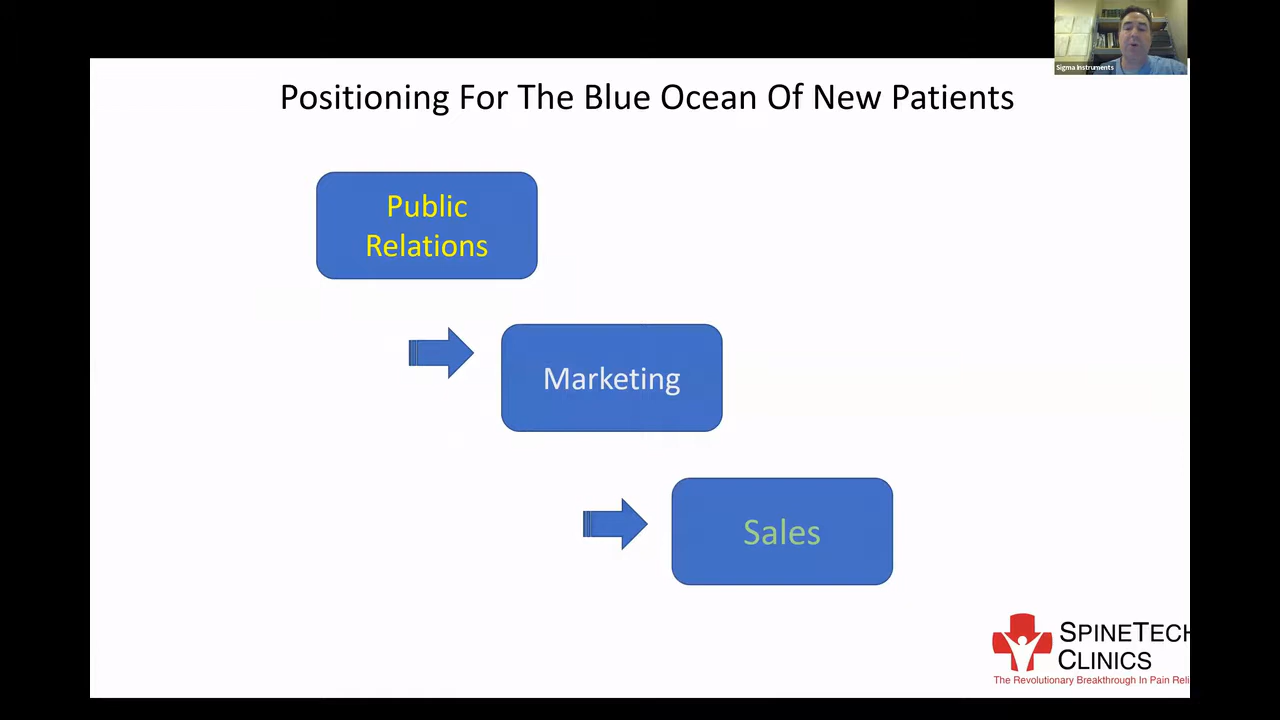 Sigma Instruments
Positioning For The Blue Ocean Of New Patients
Public
Relations
Marketing
Sales
SPINETECH
CLINICS
The Revolutionary Breakthrough In Pain Reli